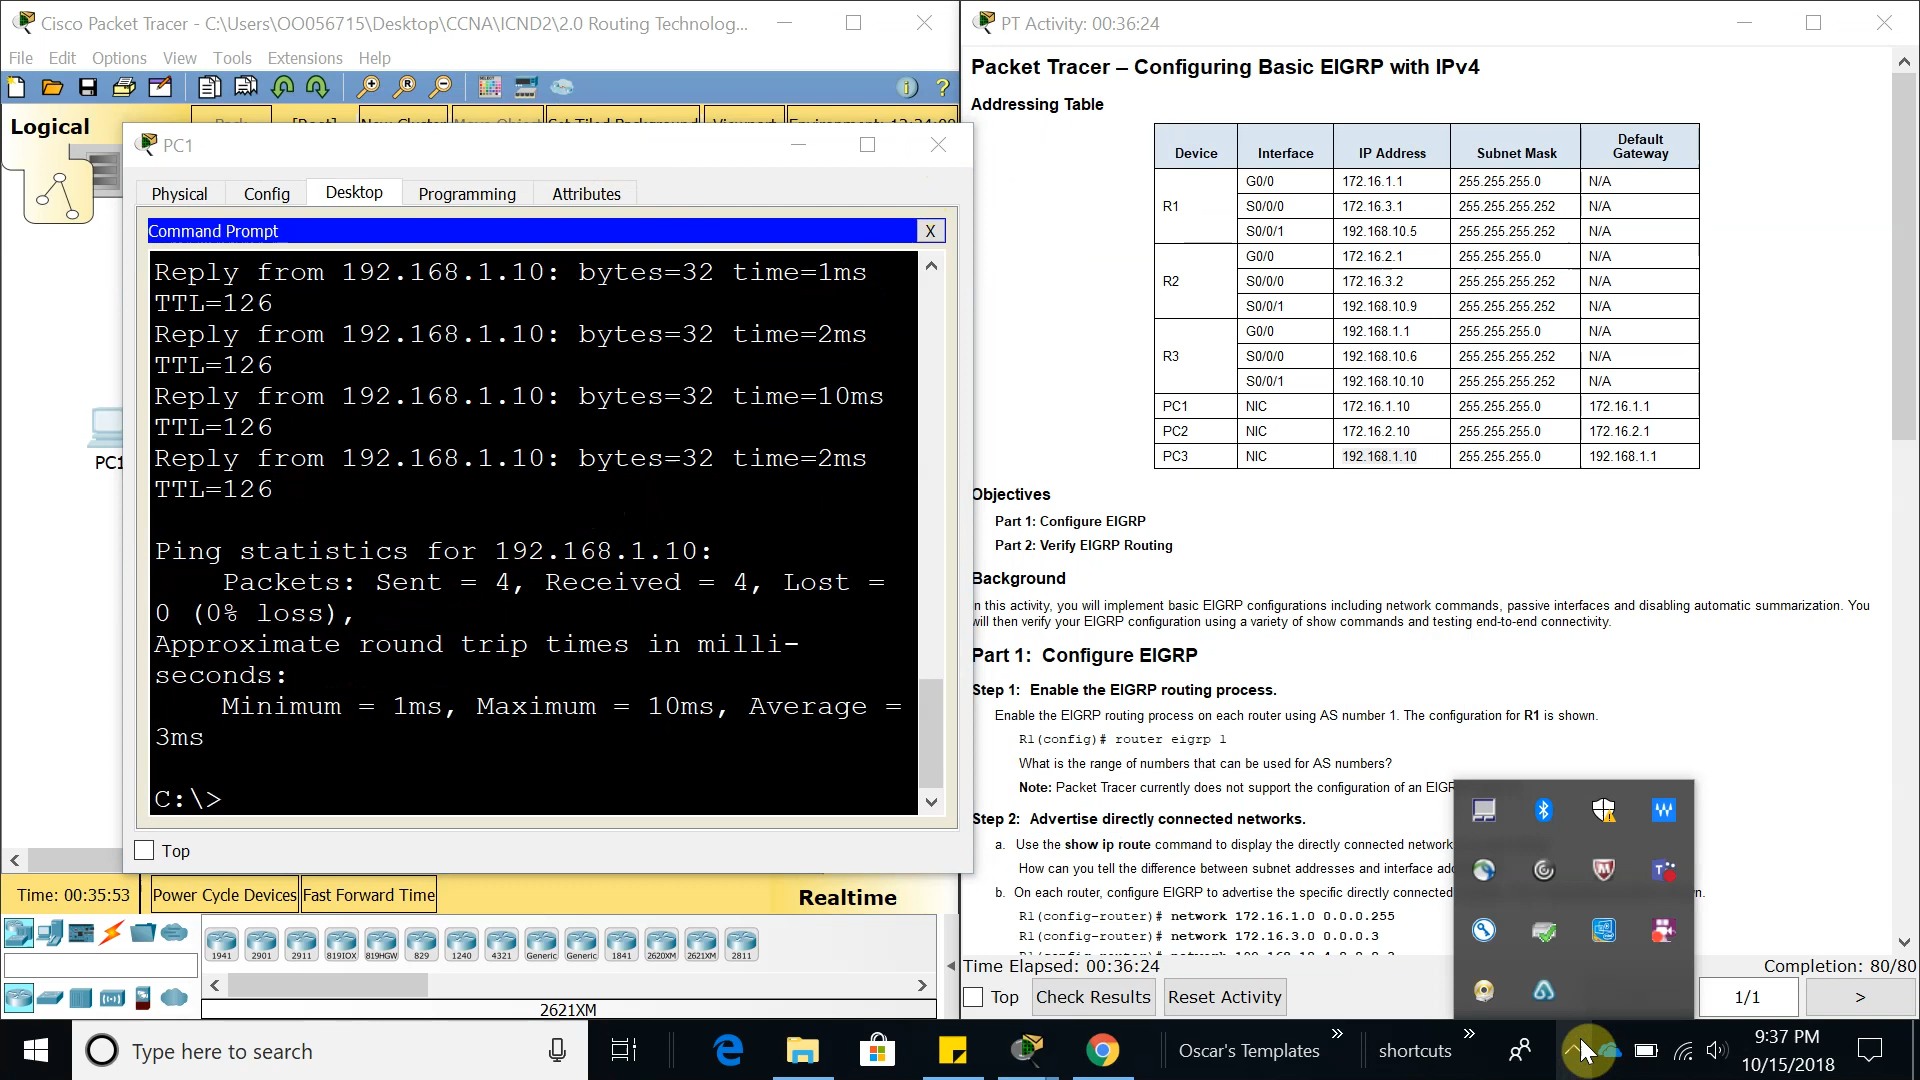 Cisco Packet Tracer - C:\Users\OO056715\Desktop\CCNA\ICND2\2.0 Routing Technolog...
File Edit View Tools Options Extensions Help
Logical
[Root] New Cluster Set Tiled Background Viewport
PC1
Physical Config Desktop Programming Attributes
Command Prompt X
Reply from 192.168.1.10: bytes=32 time=1ms
TTL=126
Reply from 192.168.1.10: bytes=32 time=2ms
TTL=126
Reply from 192.168.1.10: bytes=32 time=10ms
TTL=126
Reply from 192.168.1.10: bytes=32 time=2ms
TTL=126
Ping statistics for 192.168.1.10:
Packets: Sent = 4, Received = 4, Lost =
0 (0% loss),
Approximate round trip times in milli-
seconds:
Minimum = 1ms, Maximum = 10ms, Average =
3ms
C:\>
Top
PC1
Time: 00:35:53 Power Cycle Devices Fast Forward Time Realtime
1941 2901 2911 819IOX 819HGW 829 1240 4321 Generic Generic 1841 2620XM 2621XM 2811
2621XM
PT Activity: 00:36:24
Packet Tracer – Configuring Basic EIGRP with IPv4
Addressing Table
Device Interface IP Address Subnet Mask Default Gateway
R1 G0/0 172.16.1.1 255.255.255.0 N/A
S0/0/0 172.16.3.1 255.255.255.252 N/A
S0/0/1 192.168.10.5 255.255.255.252 N/A
R2 G0/0 172.16.2.1 255.255.255.0 N/A
S0/0/0 172.16.3.2 255.255.255.252 N/A
S0/0/1 192.168.10.9 255.255.255.252 N/A
R3 G0/0 192.168.1.1 255.255.255.0 N/A
S0/0/0 192.168.10.6 255.255.255.252 N/A
S0/0/1 192.168.10.10 255.255.255.252 N/A
PC1 NIC 172.16.1.10 255.255.255.0 172.16.1.1
PC2 NIC 172.16.2.10 255.255.255.0 172.16.2.1
PC3 NIC 192.168.1.10 255.255.255.0 192.168.1.1
Objectives
Part 1: Configure EIGRP
Part 2: Verify EIGRP Routing
Background
n this activity, you will implement basic EIGRP configurations including network commands, passive interfaces and disabling automatic summarization. You
will then verify your EIGRP configuration using a variety of show commands and testing end-to-end connectivity.
Part 1: Configure EIGRP
Step 1: Enable the EIGRP routing process.
Enable the EIGRP routing process on each router using AS number 1. The configuration for R1 is shown.
R1(config)# router eigrp 1
What is the range of numbers that can be used for AS numbers?
Note: Packet Tracer currently does not support the configuration of an EIGR
Step 2: Advertise directly connected networks.
a. Use the show ip route command to display the directly connected network
How can you tell the difference between subnet addresses and interface ad
b. On each router, configure EIGRP to advertise the specific directly connected n.
R1(config-router)# network 172.16.1.0 0.0.0.255
R1(config-router)# network 172.16.3.0 0.0.0.3
Time Elapsed: 00:36:24 Completion: 80/80
Top Check Results Reset Activity 1/1 >
Type here to search
Oscar's Templates shortcuts
9:37 PM
10/15/2018